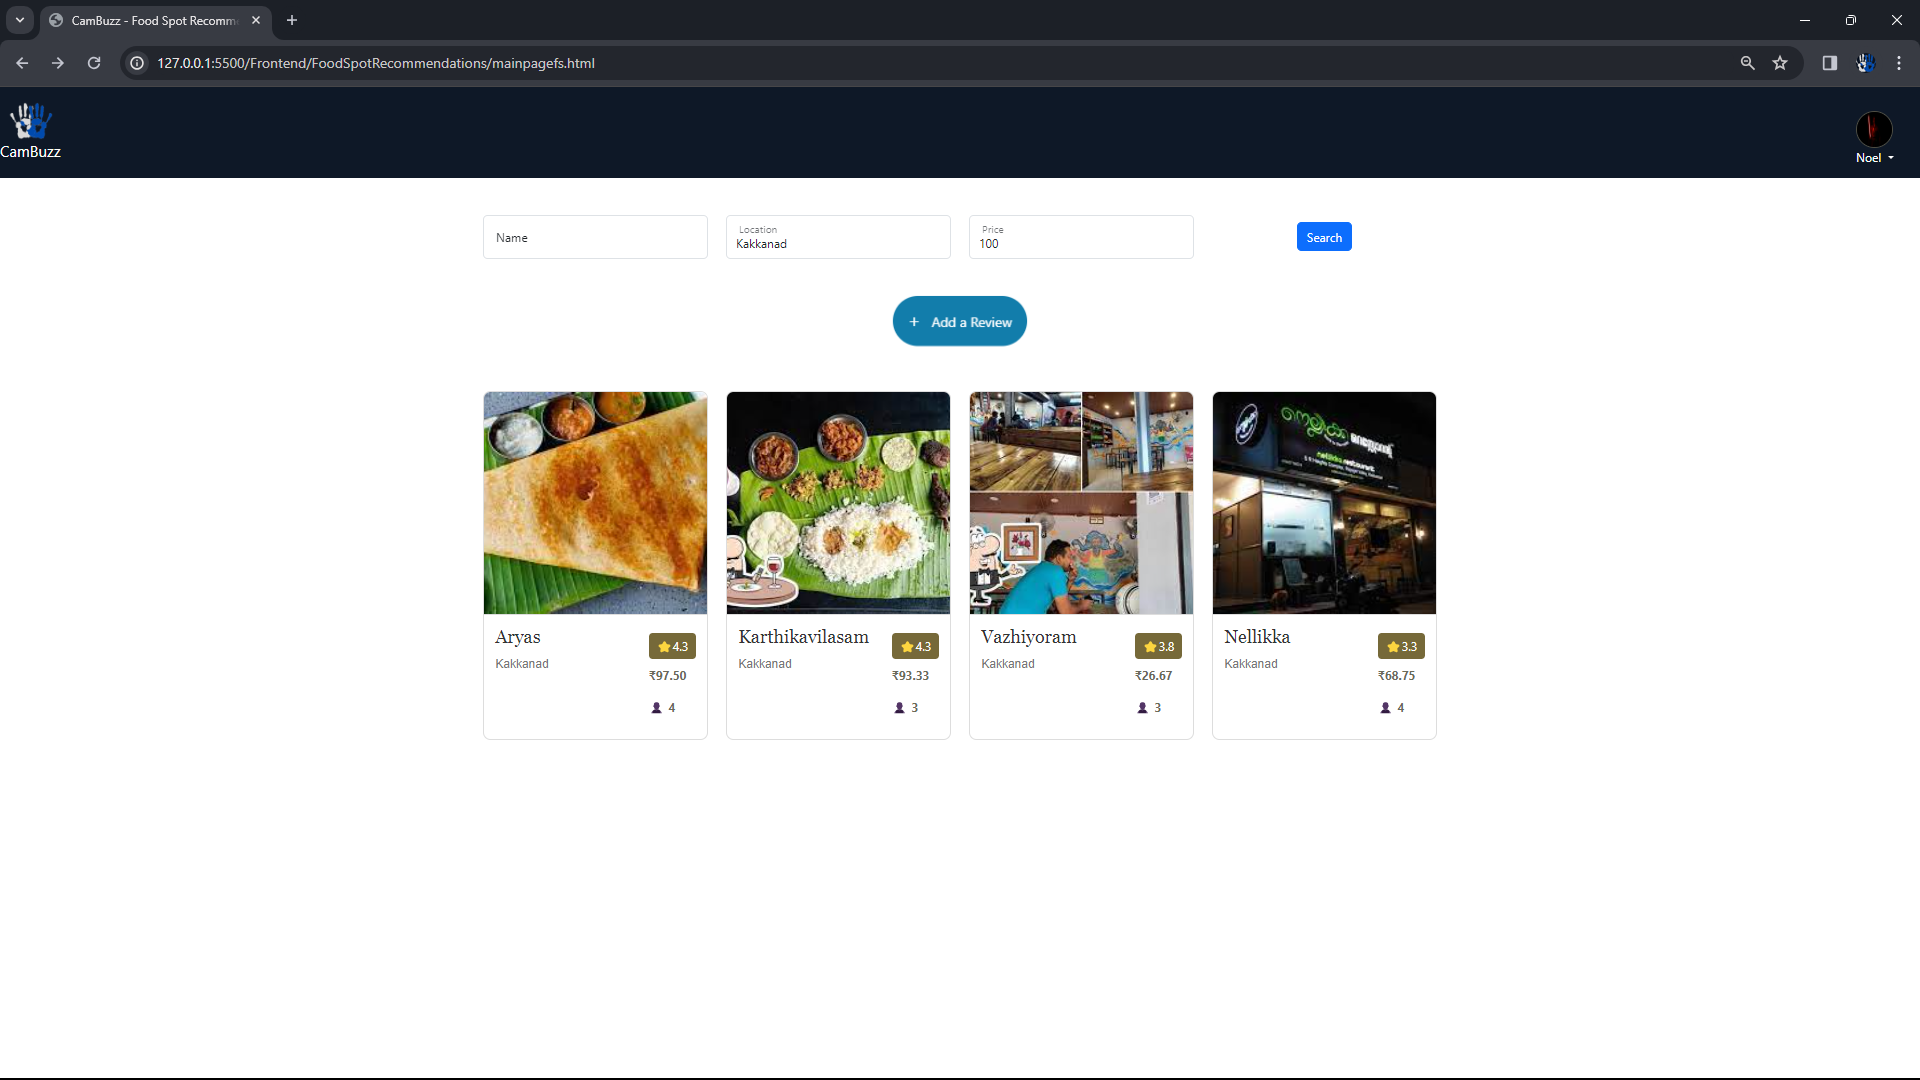 CamBuzz - Food Spot Recomm
127.0.0.1:5500/Frontend/FoodSpotRecommendations/mainpagefs.html
CamBuzz
Noel
Name
Location
Kakkanad
Price
100
Search
+ Add a Review
നെല്ലിക്ക
nellikka restaurant
Aryas
4.3
Kakkanad
₹97.50
4
Karthikavilasam
4.3
Kakkanad
₹93.33
3
Vazhiyoram
3.8
Kakkanad
₹26.67
3
Nellikka
3.3
Kakkanad
₹68.75
4